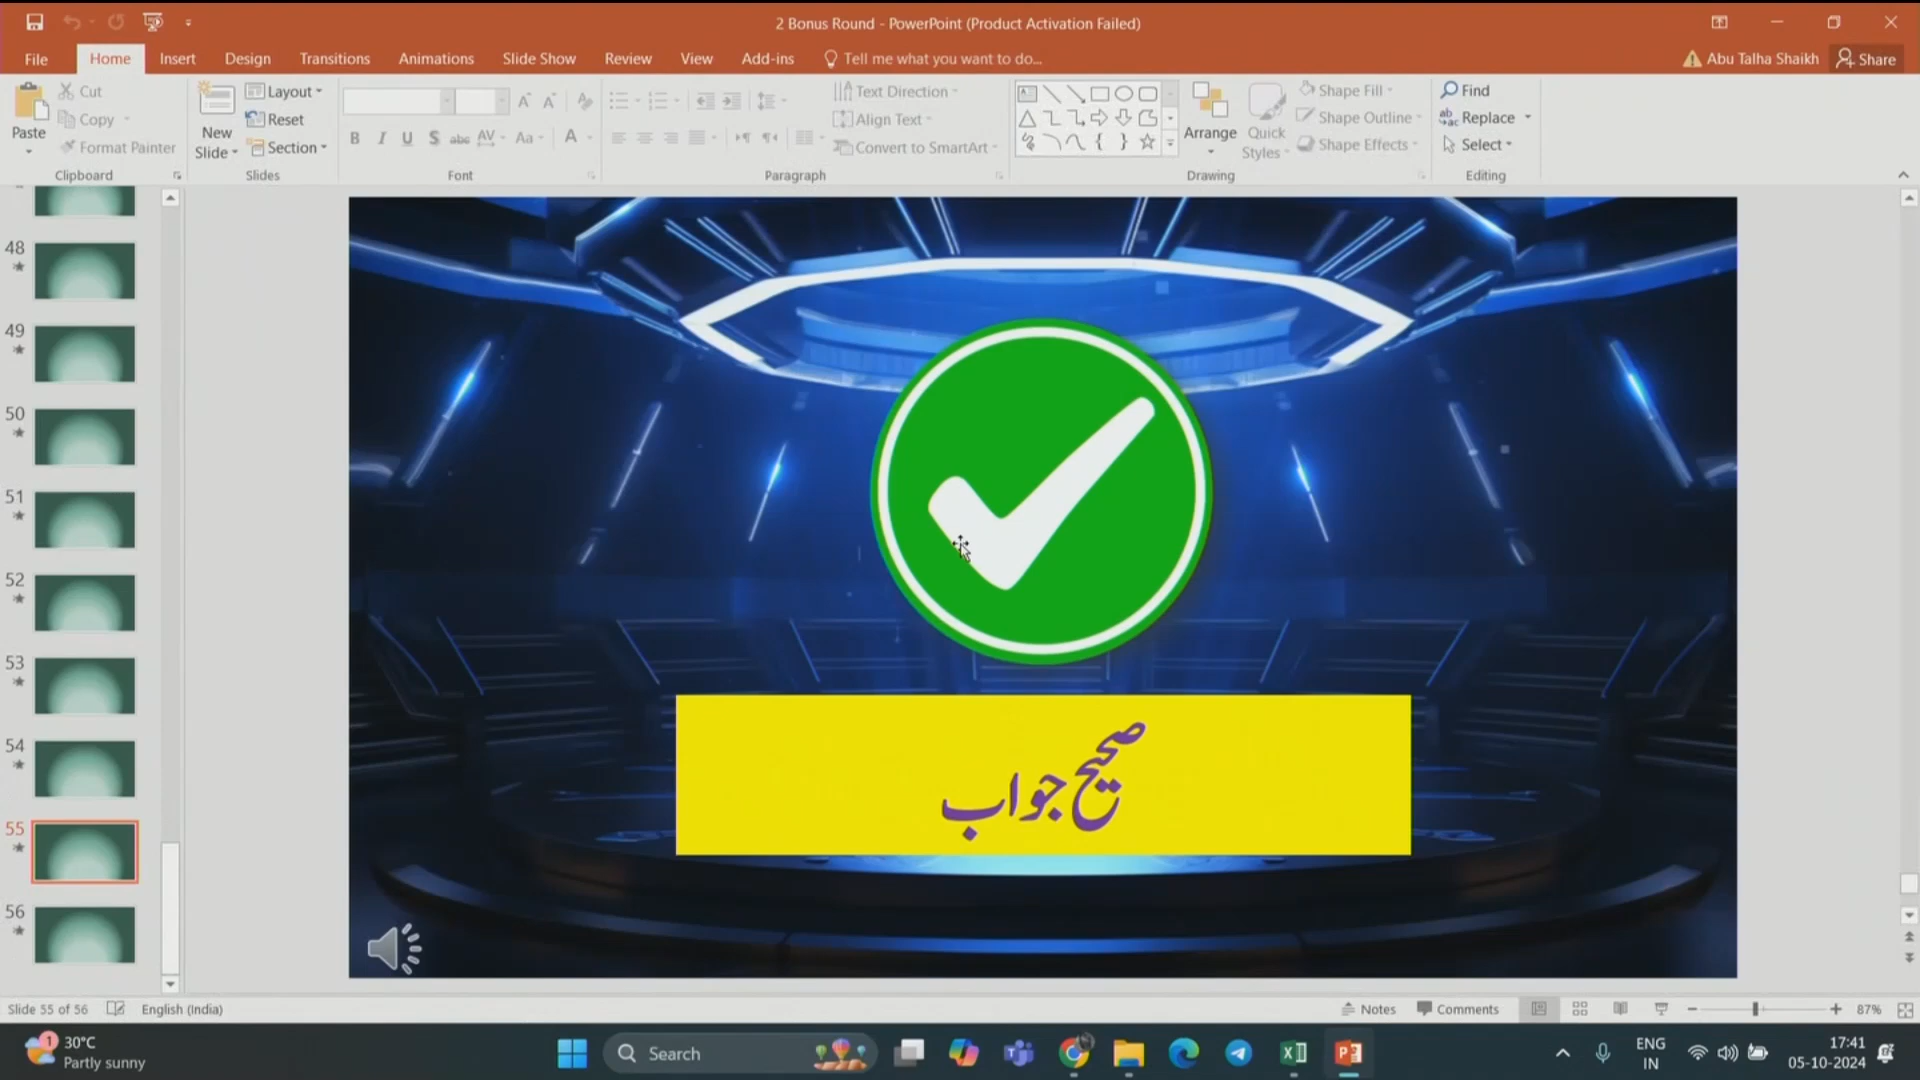 2 Bonus Round - PowerPoint (Product Activation Failed)
File Home Insert Design Transitions Animations Slide Show Review View Add-ins Tell me what you want to do...
Abu Talha Shaikh Share
Paste
Cut
Copy
Format Painter
Clipboard
New Slide
Layout
Reset
Section
Slides
Font
Text Direction
Align Text
Convert to SmartArt
Paragraph
Arrange
Quick Styles
Shape Fill
Shape Outline
Shape Effects
Drawing
Find
Replace
Select
Editing
48
49
50
51
52
53
54
55
56
صحیح جواب
Slide 55 of 56 English (India)
Notes Comments 87%
1
30°C
Partly sunny
Search
ENG
IN
17:41
05-10-2024